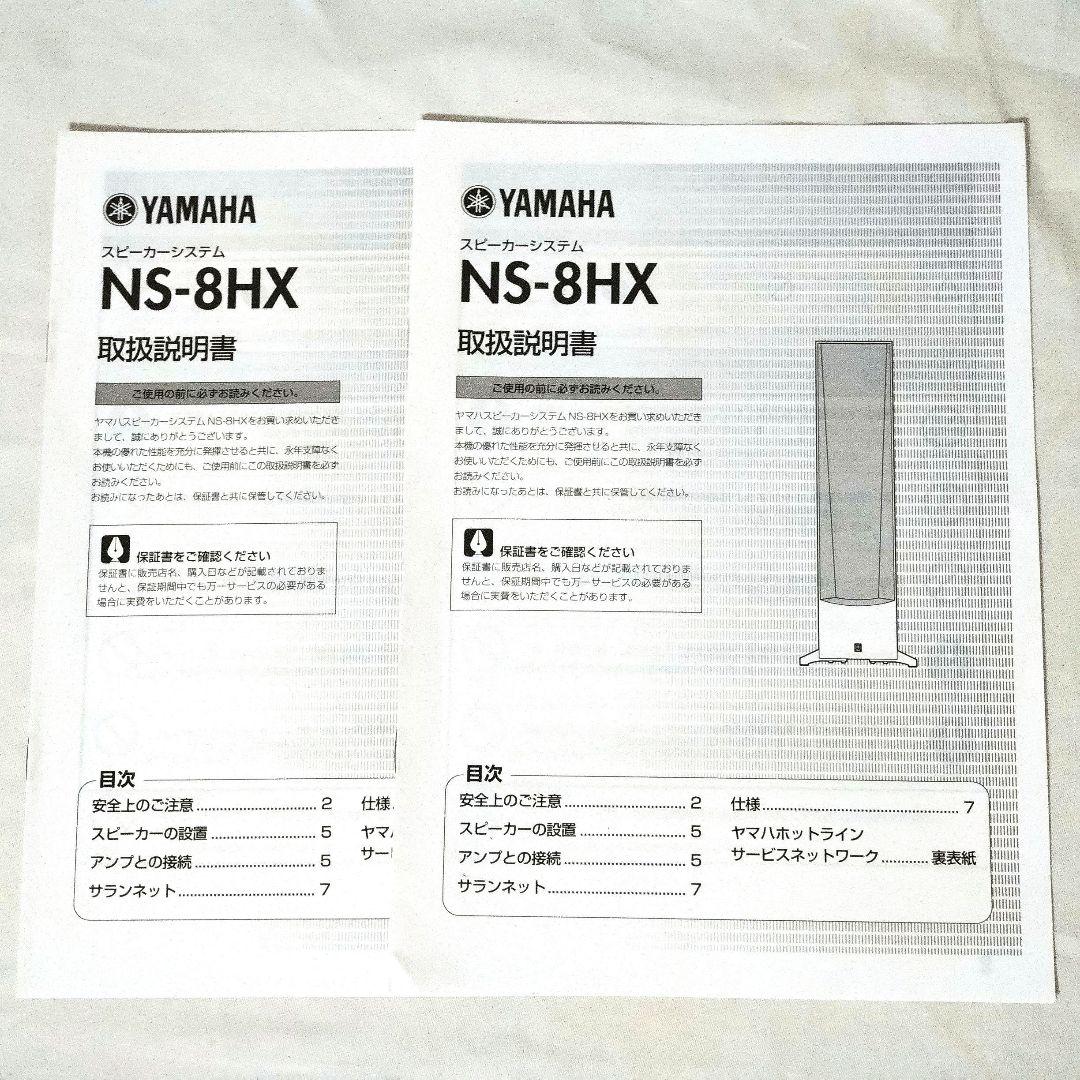 YAMAHA
スピーカーシステム
NS-8HX
取扱説明書
ご使用の前に必ずお読みください。
ヤマハスピーカーシステムNS-8HXをお買い求めいただき
まして、誠にありがとうございます。
本機の優れた性能を充分に発揮させると共に、永年支障なく
お使いいただくためにも、ご使用前にこの取扱説明書を必ず
お読みください。
お読みになったあとは、保証書と共に保管してください。
保証書をご確認ください
保証書に販売店名、購入日などが記載されておりま
せんと、保証期間中でも万一サービスの必要がある
場合に実費をいただくことがあります。
目次
安全上のご注意 2
スピーカーの設置 5
アンプとの接続 5
サランネット 7
仕様
ヤマハ
サー
YAMAHA
スピーカーシステム
NS-8HX
取扱説明書
ご使用の前に必ずお読みください。
ヤマハスピーカーシステムNS-8HXをお買い求めいただき
まして、誠にありがとうございます。
本機の優れた性能を充分に発揮させると共に、永年支障なく
お使いいただくためにも、ご使用前にこの取扱説明書を必ず
お読みください。
お読みになったあとは、保証書と共に保管してください。
保証書をご確認ください
保証書に販売店名、購入日などが記載されておりま
せんと、保証期間中でも万一サービスの必要がある
場合に実費をいただくことがあります。
目次
安全上のご注意 2
スピーカーの設置 5
アンプとの接続 5
サランネット 7
仕様 7
ヤマハホットライン
サービスネットワーク 裏表紙